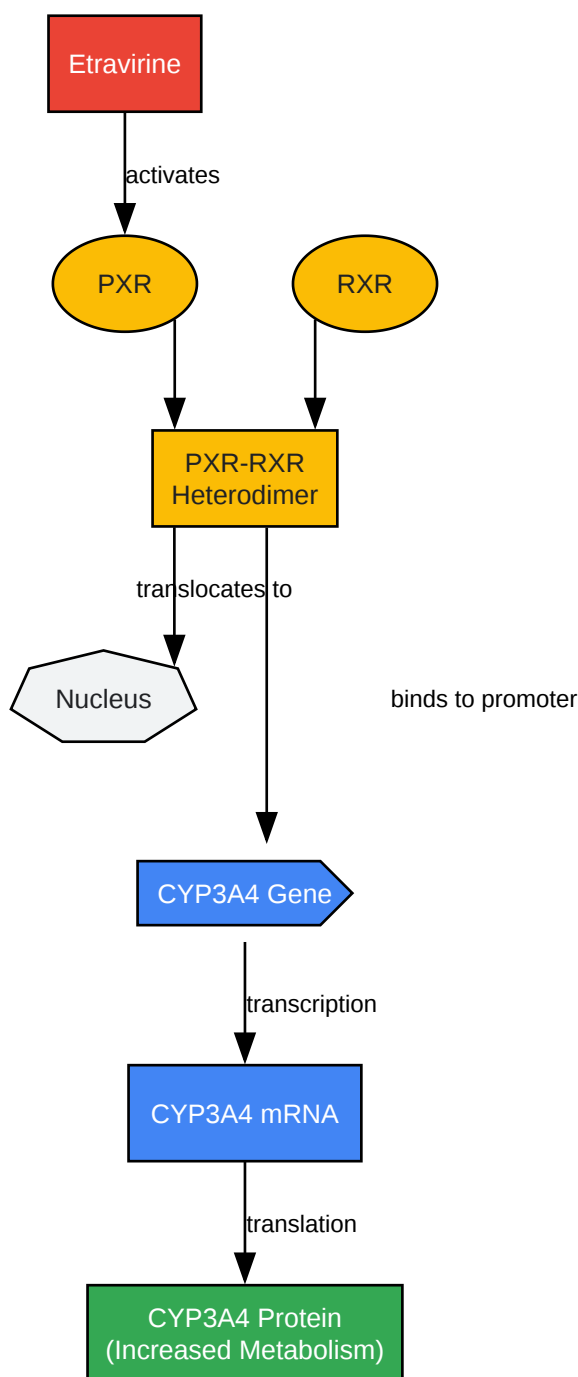 Etravirine
activates
PXR
RXR
PXR-RXR
Heterodimer
translocates to
Nucleus
binds to promoter
CYP3A4 Gene
transcription
CYP3A4 mRNA
translation
CYP3A4 Protein
(Increased Metabolism)